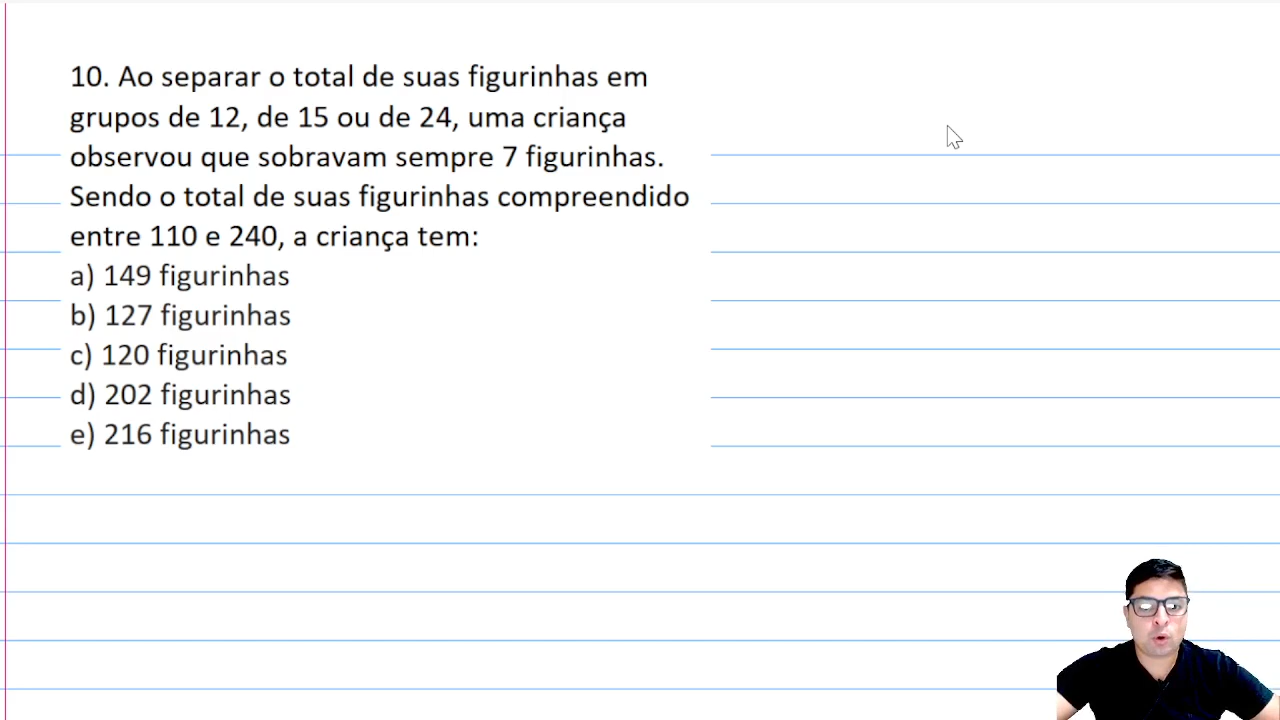 10. Ao separar o total de suas figurinhas em
grupos de 12, de 15 ou de 24, uma criança
observou que sobravam sempre 7 figurinhas.
Sendo o total de suas figurinhas compreendido
entre 110 e 240, a criança tem:
a) 149 figurinhas
b) 127 figurinhas
c) 120 figurinhas
d) 202 figurinhas
e) 216 figurinhas